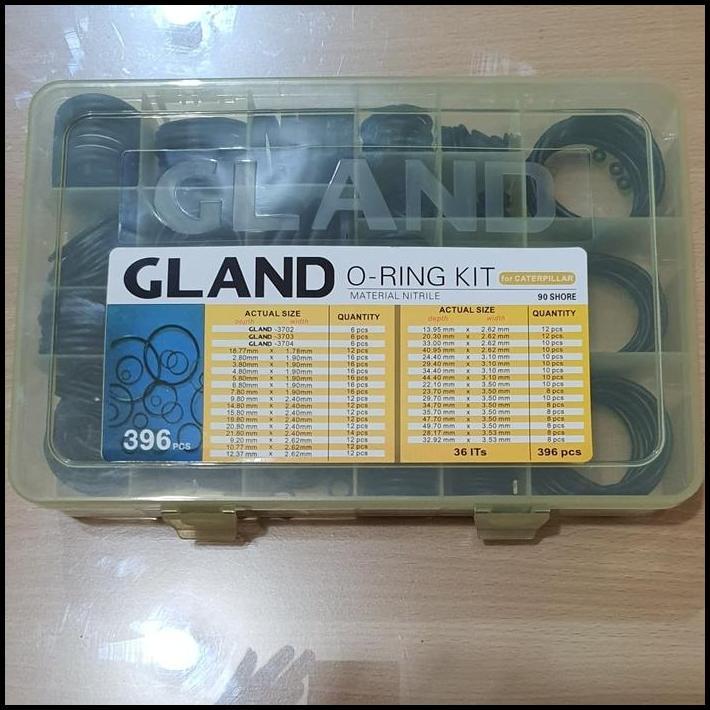 GLAND
GLAND O-RING KIT for CATERPILLAR
MATERIAL NITRILE 90 SHORE
ACTUAL SIZE QUANTITY
depth width
GLAND -3702 6 pcs
GLAND -3703 6 pcs
GLAND -3704 6 pcs
18.77mm x 1.78mm 12 pcs
2.80mm x 1.90mm 16 pcs
3.80mm x 1.90mm 16 pcs
4.80mm x 1.90mm 16 pcs
5.80mm x 1.90mm 16 pcs
6.80mm x 1.90mm 16 pcs
7.80 mm x 1.90mm 16 pcs
9.80 mm x 2.40mm 12 pcs
14.80 mm x 2.40mm 12 pcs
15.80 mm x 2.40mm 12 pcs
19.80 mm x 2.40mm 12 pcs
20.80 mm x 2.40mm 12 pcs
21.80 mm x 2.40mm 14 pcs
9.20 mm x 2.62mm 12 pcs
10.77 mm x 2.62mm 12 pcs
12.37 mm x 2.62mm 12 pcs
ACTUAL SIZE QUANTITY
depth width
13.95 mm x 2.62 mm 12 pcs
20.30 mm x 2.62 mm 12 pcs
33.00 mm x 2.62 mm 10 pcs
40.95 mm x 2.62 mm 10 pcs
24.40 mm x 3.10 mm 10 pcs
29.40 mm x 3.10 mm 10 pcs
34.40 mm x 3.10 mm 10 pcs
44.40 mm x 3.10 mm 10 pcs
22.10 mm x 3.50 mm 10 pcs
23.70 mm x 3.50 mm 8 pcs
29.70 mm x 3.50 mm 10 pcs
34.70 mm x 3.50 mm
35.70 mm x 3.50 mm 8 pcs
47.70 mm x 3.50 mm 8 pcs
49.70 mm x 3.50 mm 8 pcs
28.17 mm x 3.53 mm 8 pcs
32.92 mm x 3.53 mm 8 pcs
36 ITs 396 pcs
396 PCS